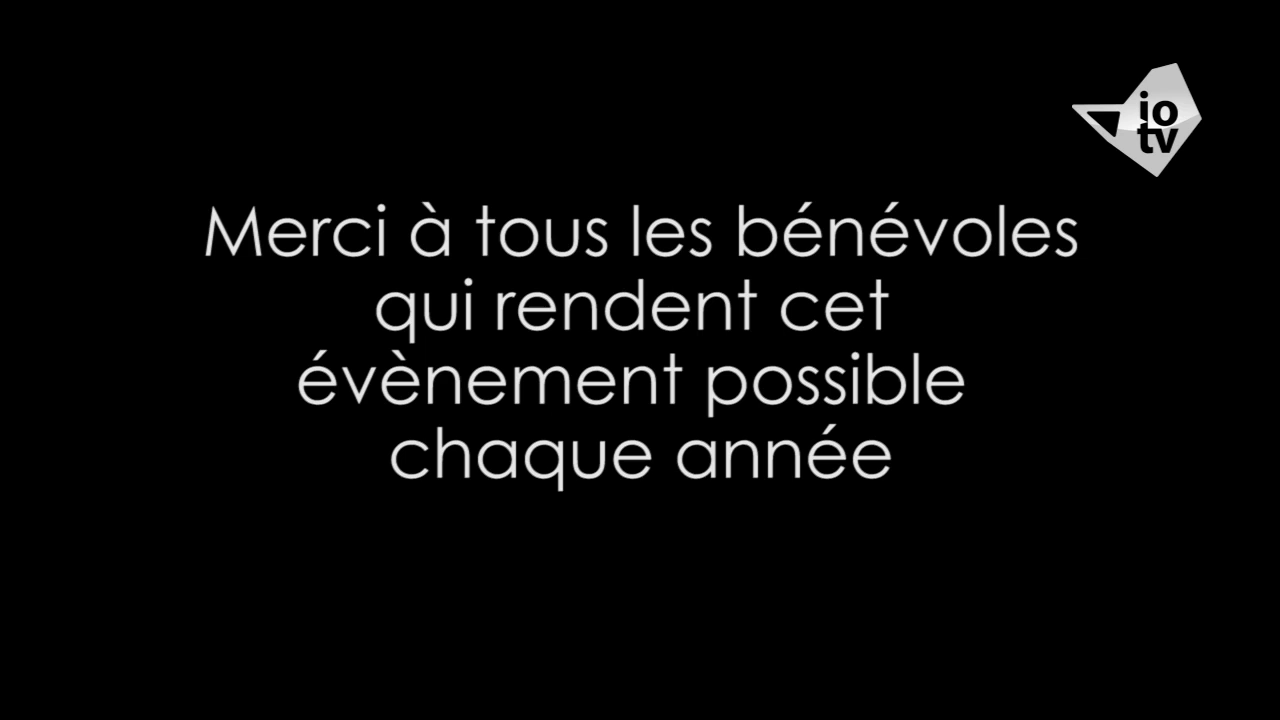 io
tv
Merci à tous les bénévoles
qui rendent cet
évènement possible
chaque année